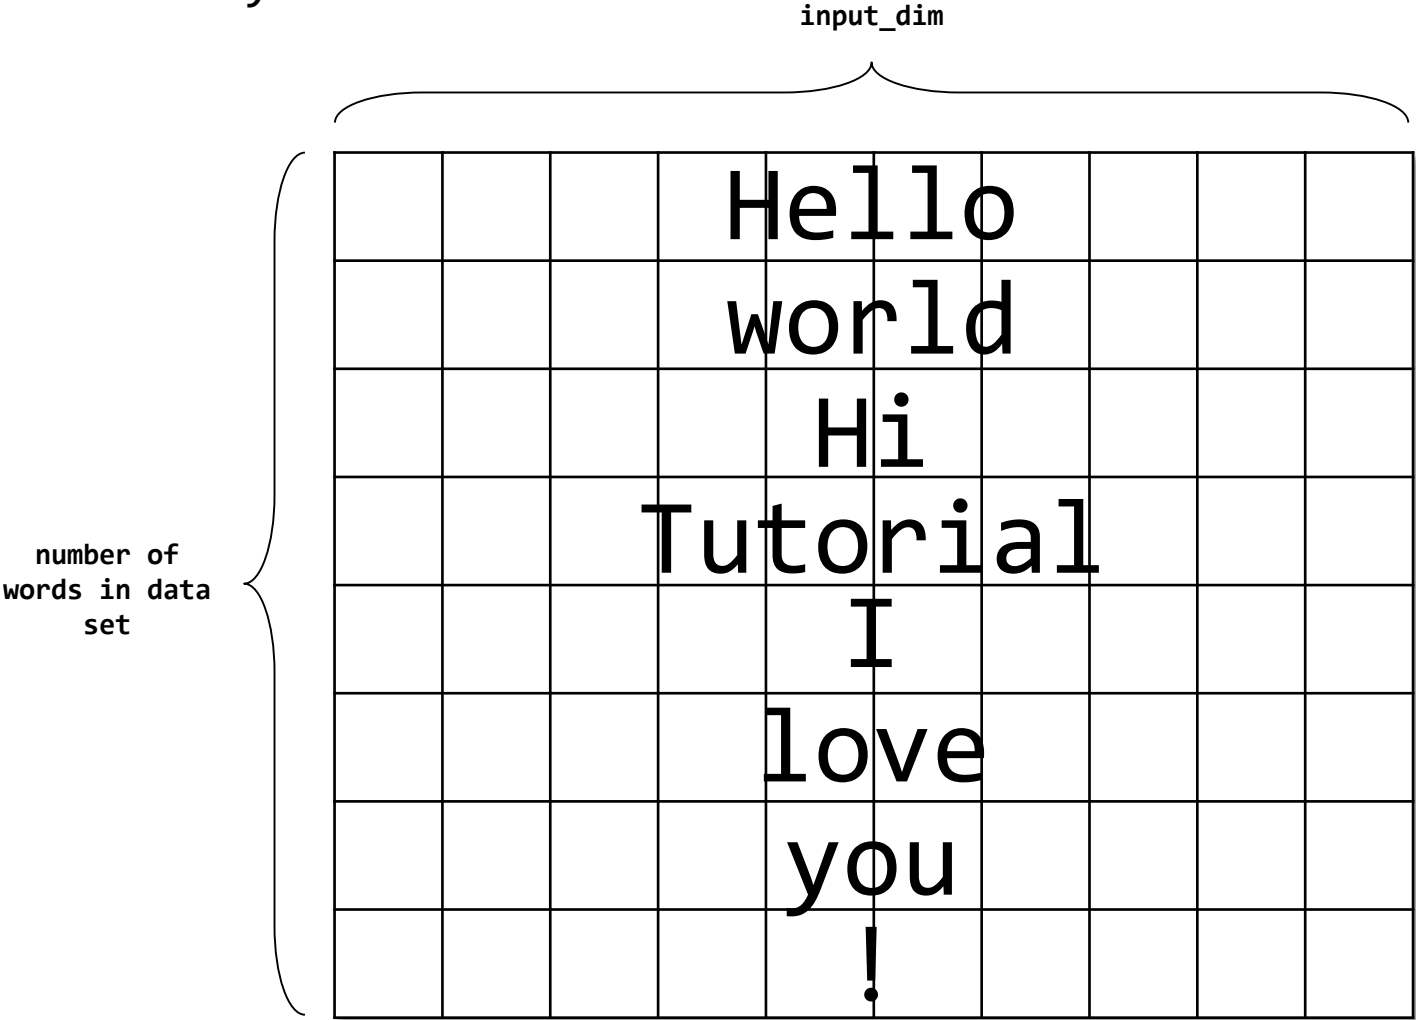 input_dim
Hello
world
Hi
Tutorial
I
love
you
!
number of
words in data
set